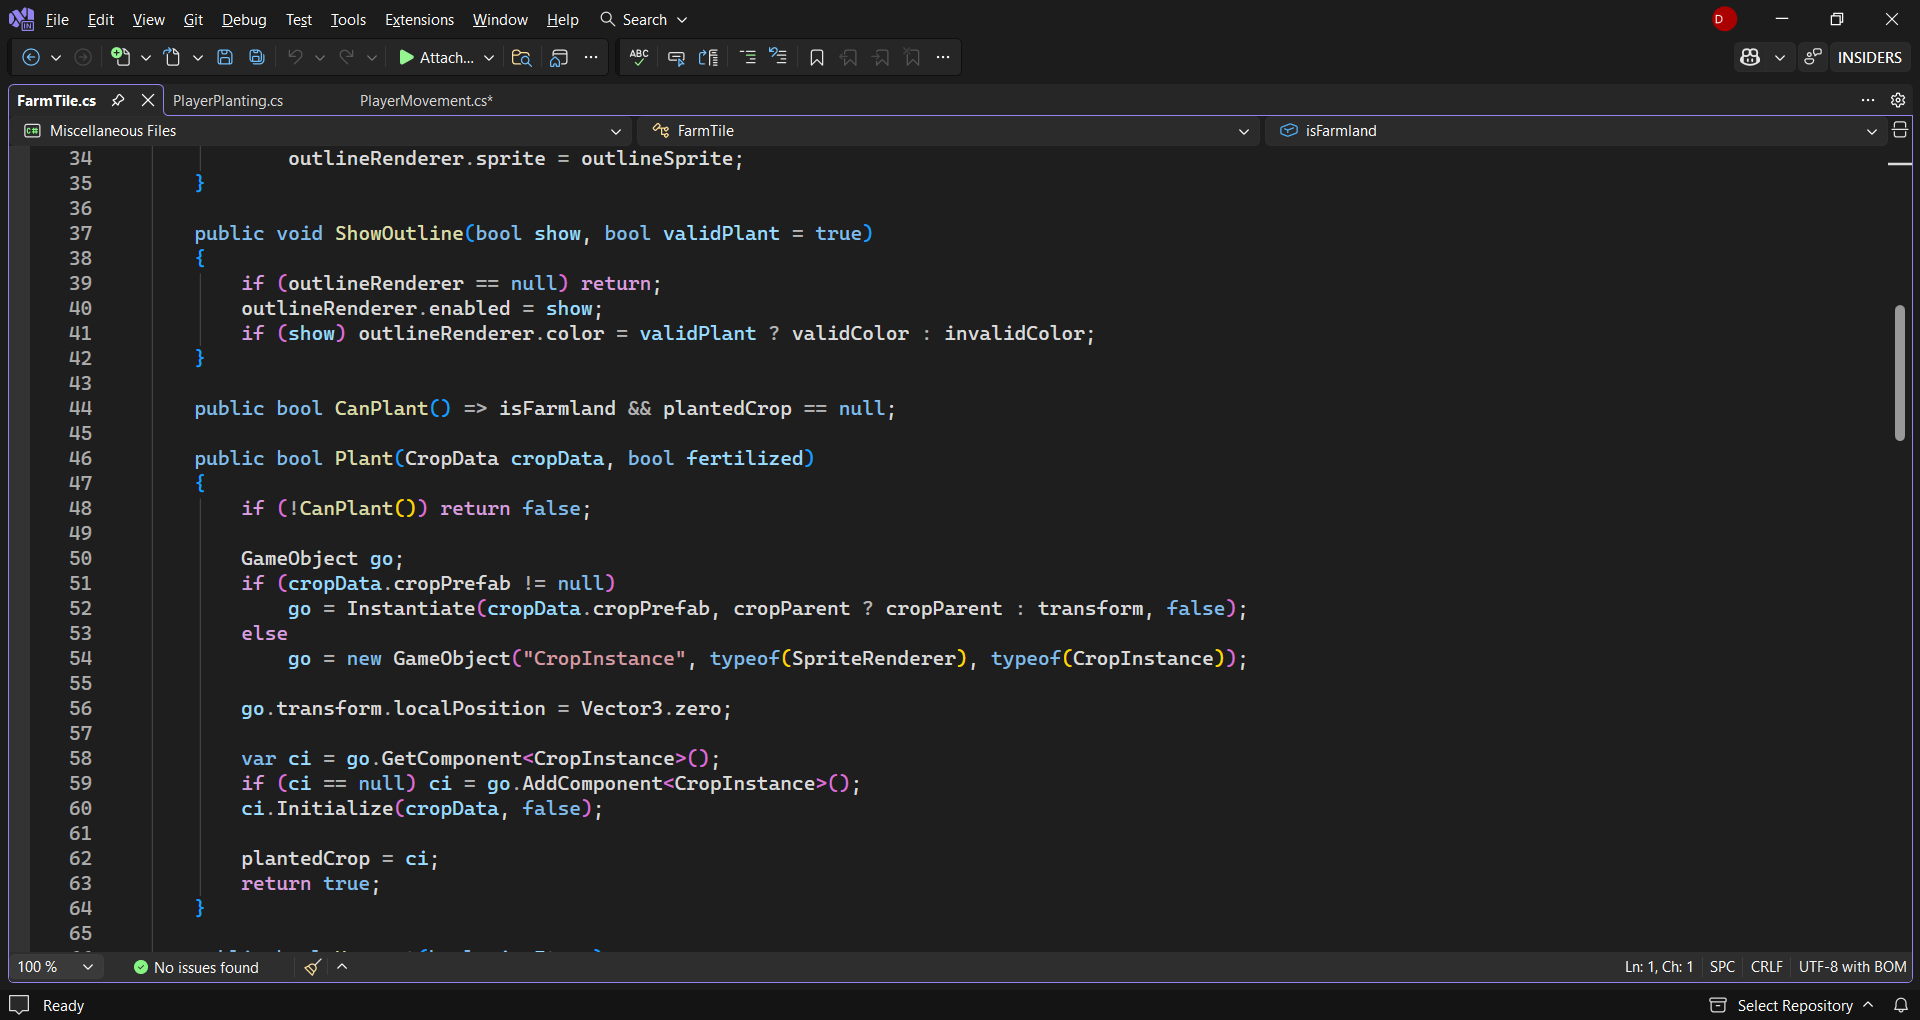 File Edit View Git Debug Test Tools Extensions Window Help Search D
Attach... ABC INSIDERS
FarmTile.cs PlayerPlanting.cs PlayerMovement.cs*
C# Miscellaneous Files FarmTile isFarmland
34 outlineRenderer.sprite = outlineSprite;
35 }
36
37 public void ShowOutline(bool show, bool validPlant = true)
38 {
39 if (outlineRenderer == null) return;
40 outlineRenderer.enabled = show;
41 if (show) outlineRenderer.color = validPlant ? validColor : invalidColor;
42 }
43
44 public bool CanPlant() => isFarmland && plantedCrop == null;
45
46 public bool Plant(CropData cropData, bool fertilized)
47 {
48 if (!CanPlant()) return false;
49
50 GameObject go;
51 if (cropData.cropPrefab != null)
52 go = Instantiate(cropData.cropPrefab, cropParent ? cropParent : transform, false);
53 else
54 go = new GameObject("CropInstance", typeof(SpriteRenderer), typeof(CropInstance));
55
56 go.transform.localPosition = Vector3.zero;
57
58 var ci = go.GetComponent<CropInstance>();
59 if (ci == null) ci = go.AddComponent<CropInstance>();
60 ci.Initialize(cropData, false);
61
62 plantedCrop = ci;
63 return true;
64 }
65
100 % No issues found Ln: 1, Ch: 1 SPC CRLF UTF-8 with BOM
Ready Select Repository